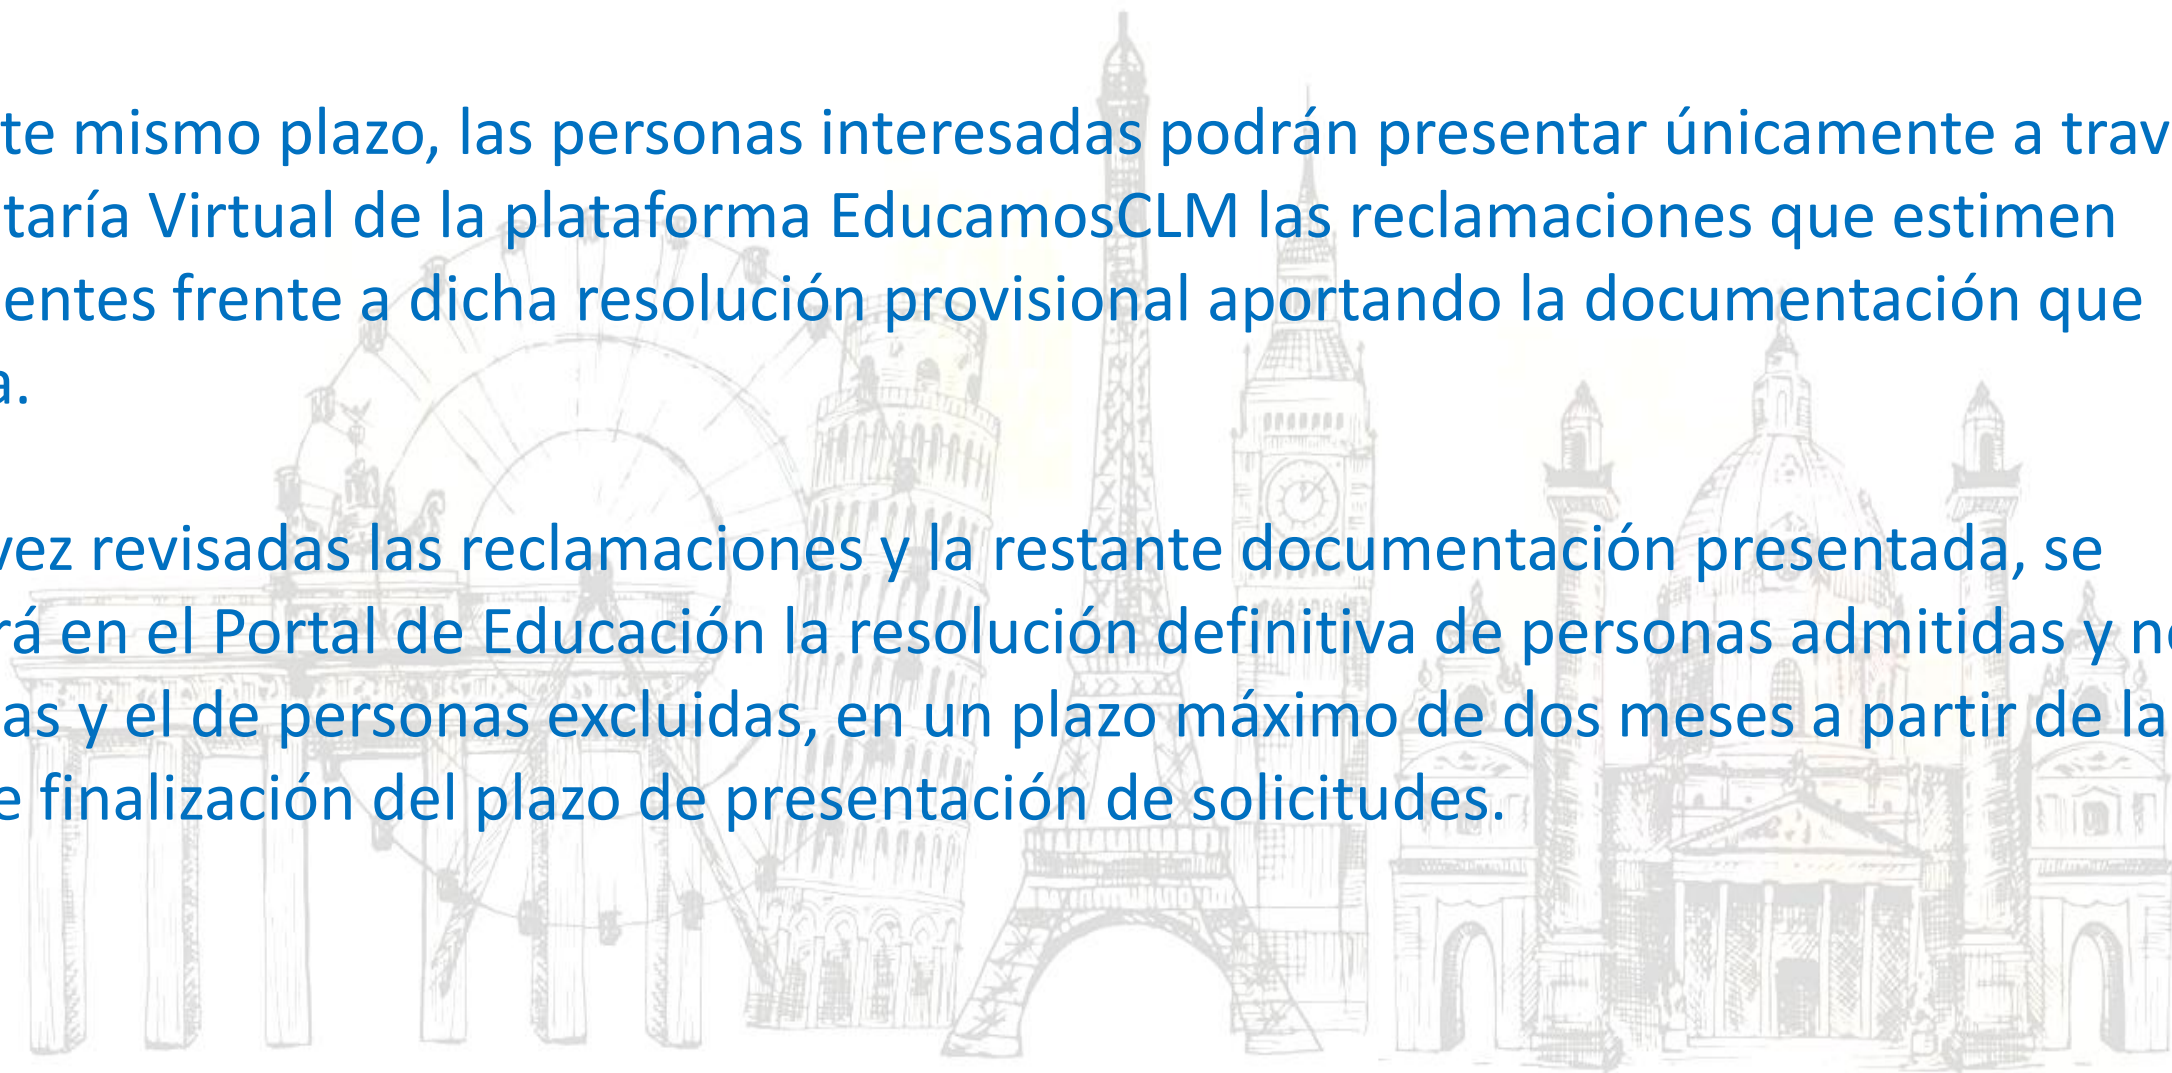 te mismo plazo, las personas interesadas podrán presentar únicamente a trav
taría Virtual de la plataforma EducamosCLM las reclamaciones que estimen
entes frente a dicha resolución provisional aportando la documentación que
a.
vez revisadas las reclamaciones y la restante documentación presentada, se
rá en el Portal de Educación la resolución definitiva de personas admitidas y no
as y el de personas excluidas, en un plazo máximo de dos meses a partir de la
e finalización del plazo de presentación de solicitudes.